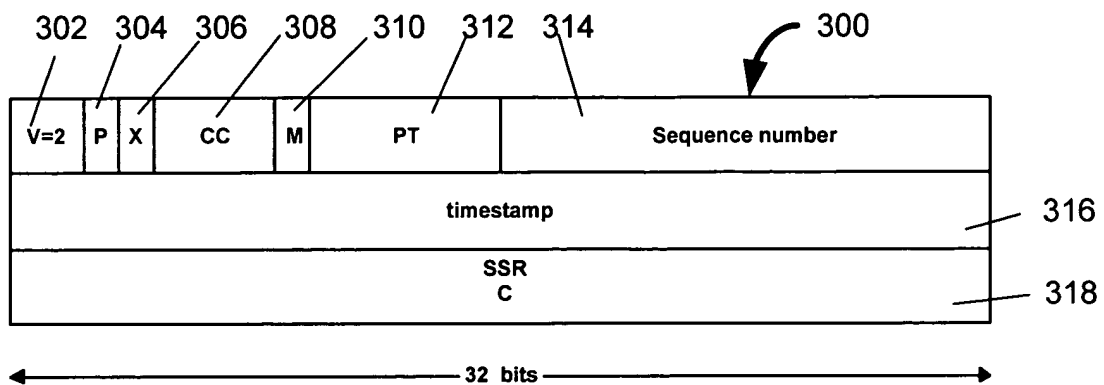 302 304 306 308 310 312 314 300
V=2 P X CC M PT Sequence number
timestamp
316
SSR
C
318
32 bits